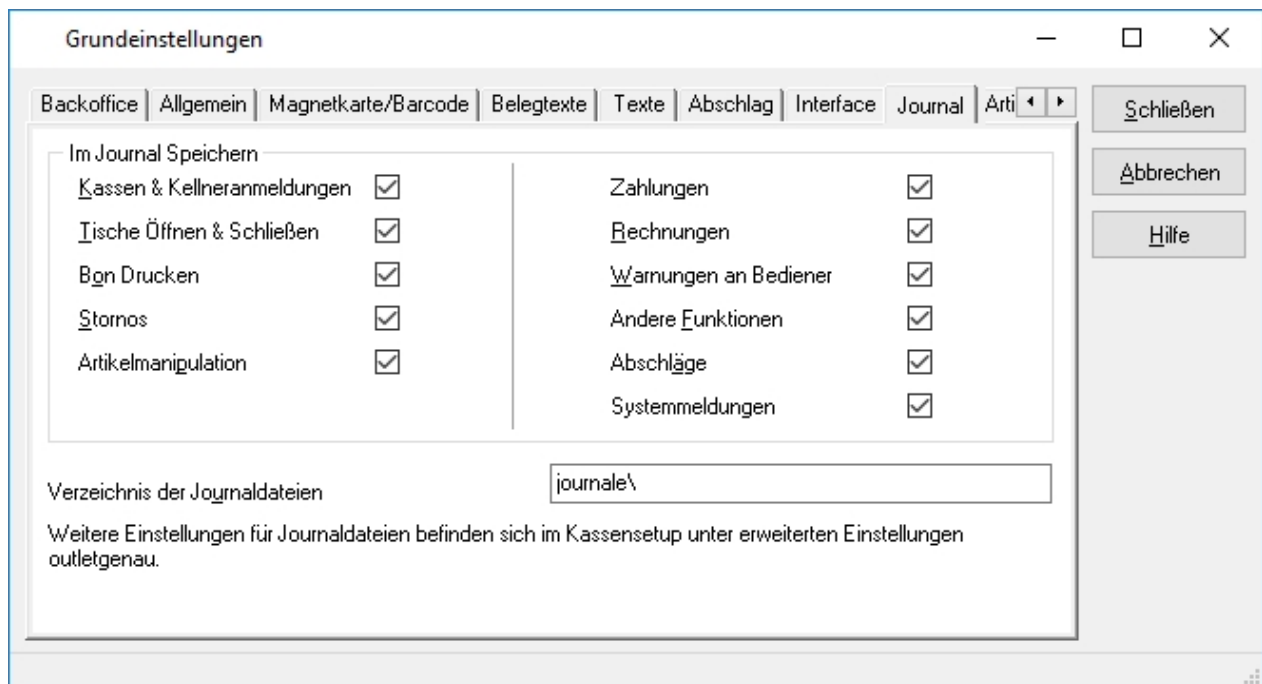 Grundeinstellungen
Backoffice Allgemein Magnetkarte/Barcode Belegtexte Texte Abschlag Interface Journal Arti
Schließen
Abbrechen
Hilfe
Im Journal Speichern
Kassen & Kellneranmeldungen
Tische Öffnen & Schließen
Bon Drucken
Stornos
Artikelmanipulation
Zahlungen
Rechnungen
Warnungen an Bediener
Andere Funktionen
Abschläge
Systemmeldungen
Verzeichnis der Journaldateien journale\
Weitere Einstellungen für Journaldateien befinden sich im Kassensetup unter erweiterten Einstellungen
outletgenau.